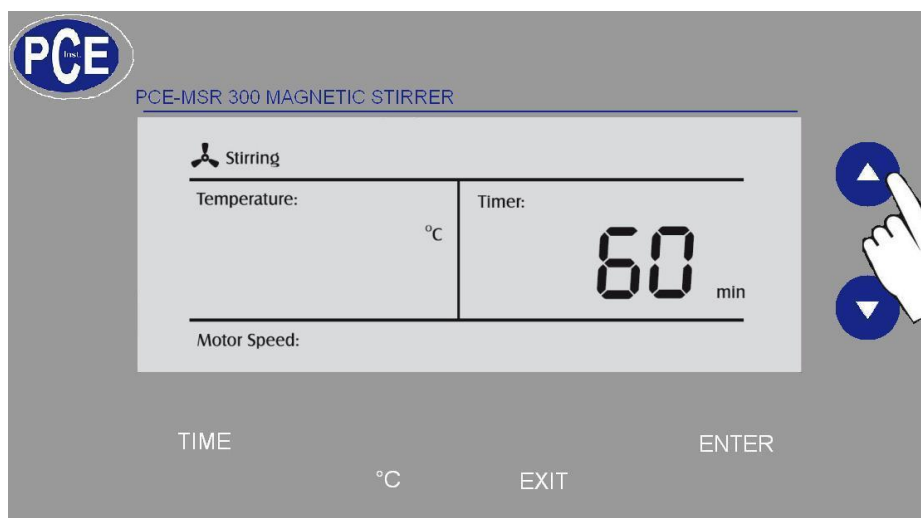 PCE
Inst.
PCE-MSR 300 MAGNETIC STIRRER
Stirring
Temperature:
°C
Timer:
60
min
Motor Speed:
TIME
ENTER
°C
EXIT